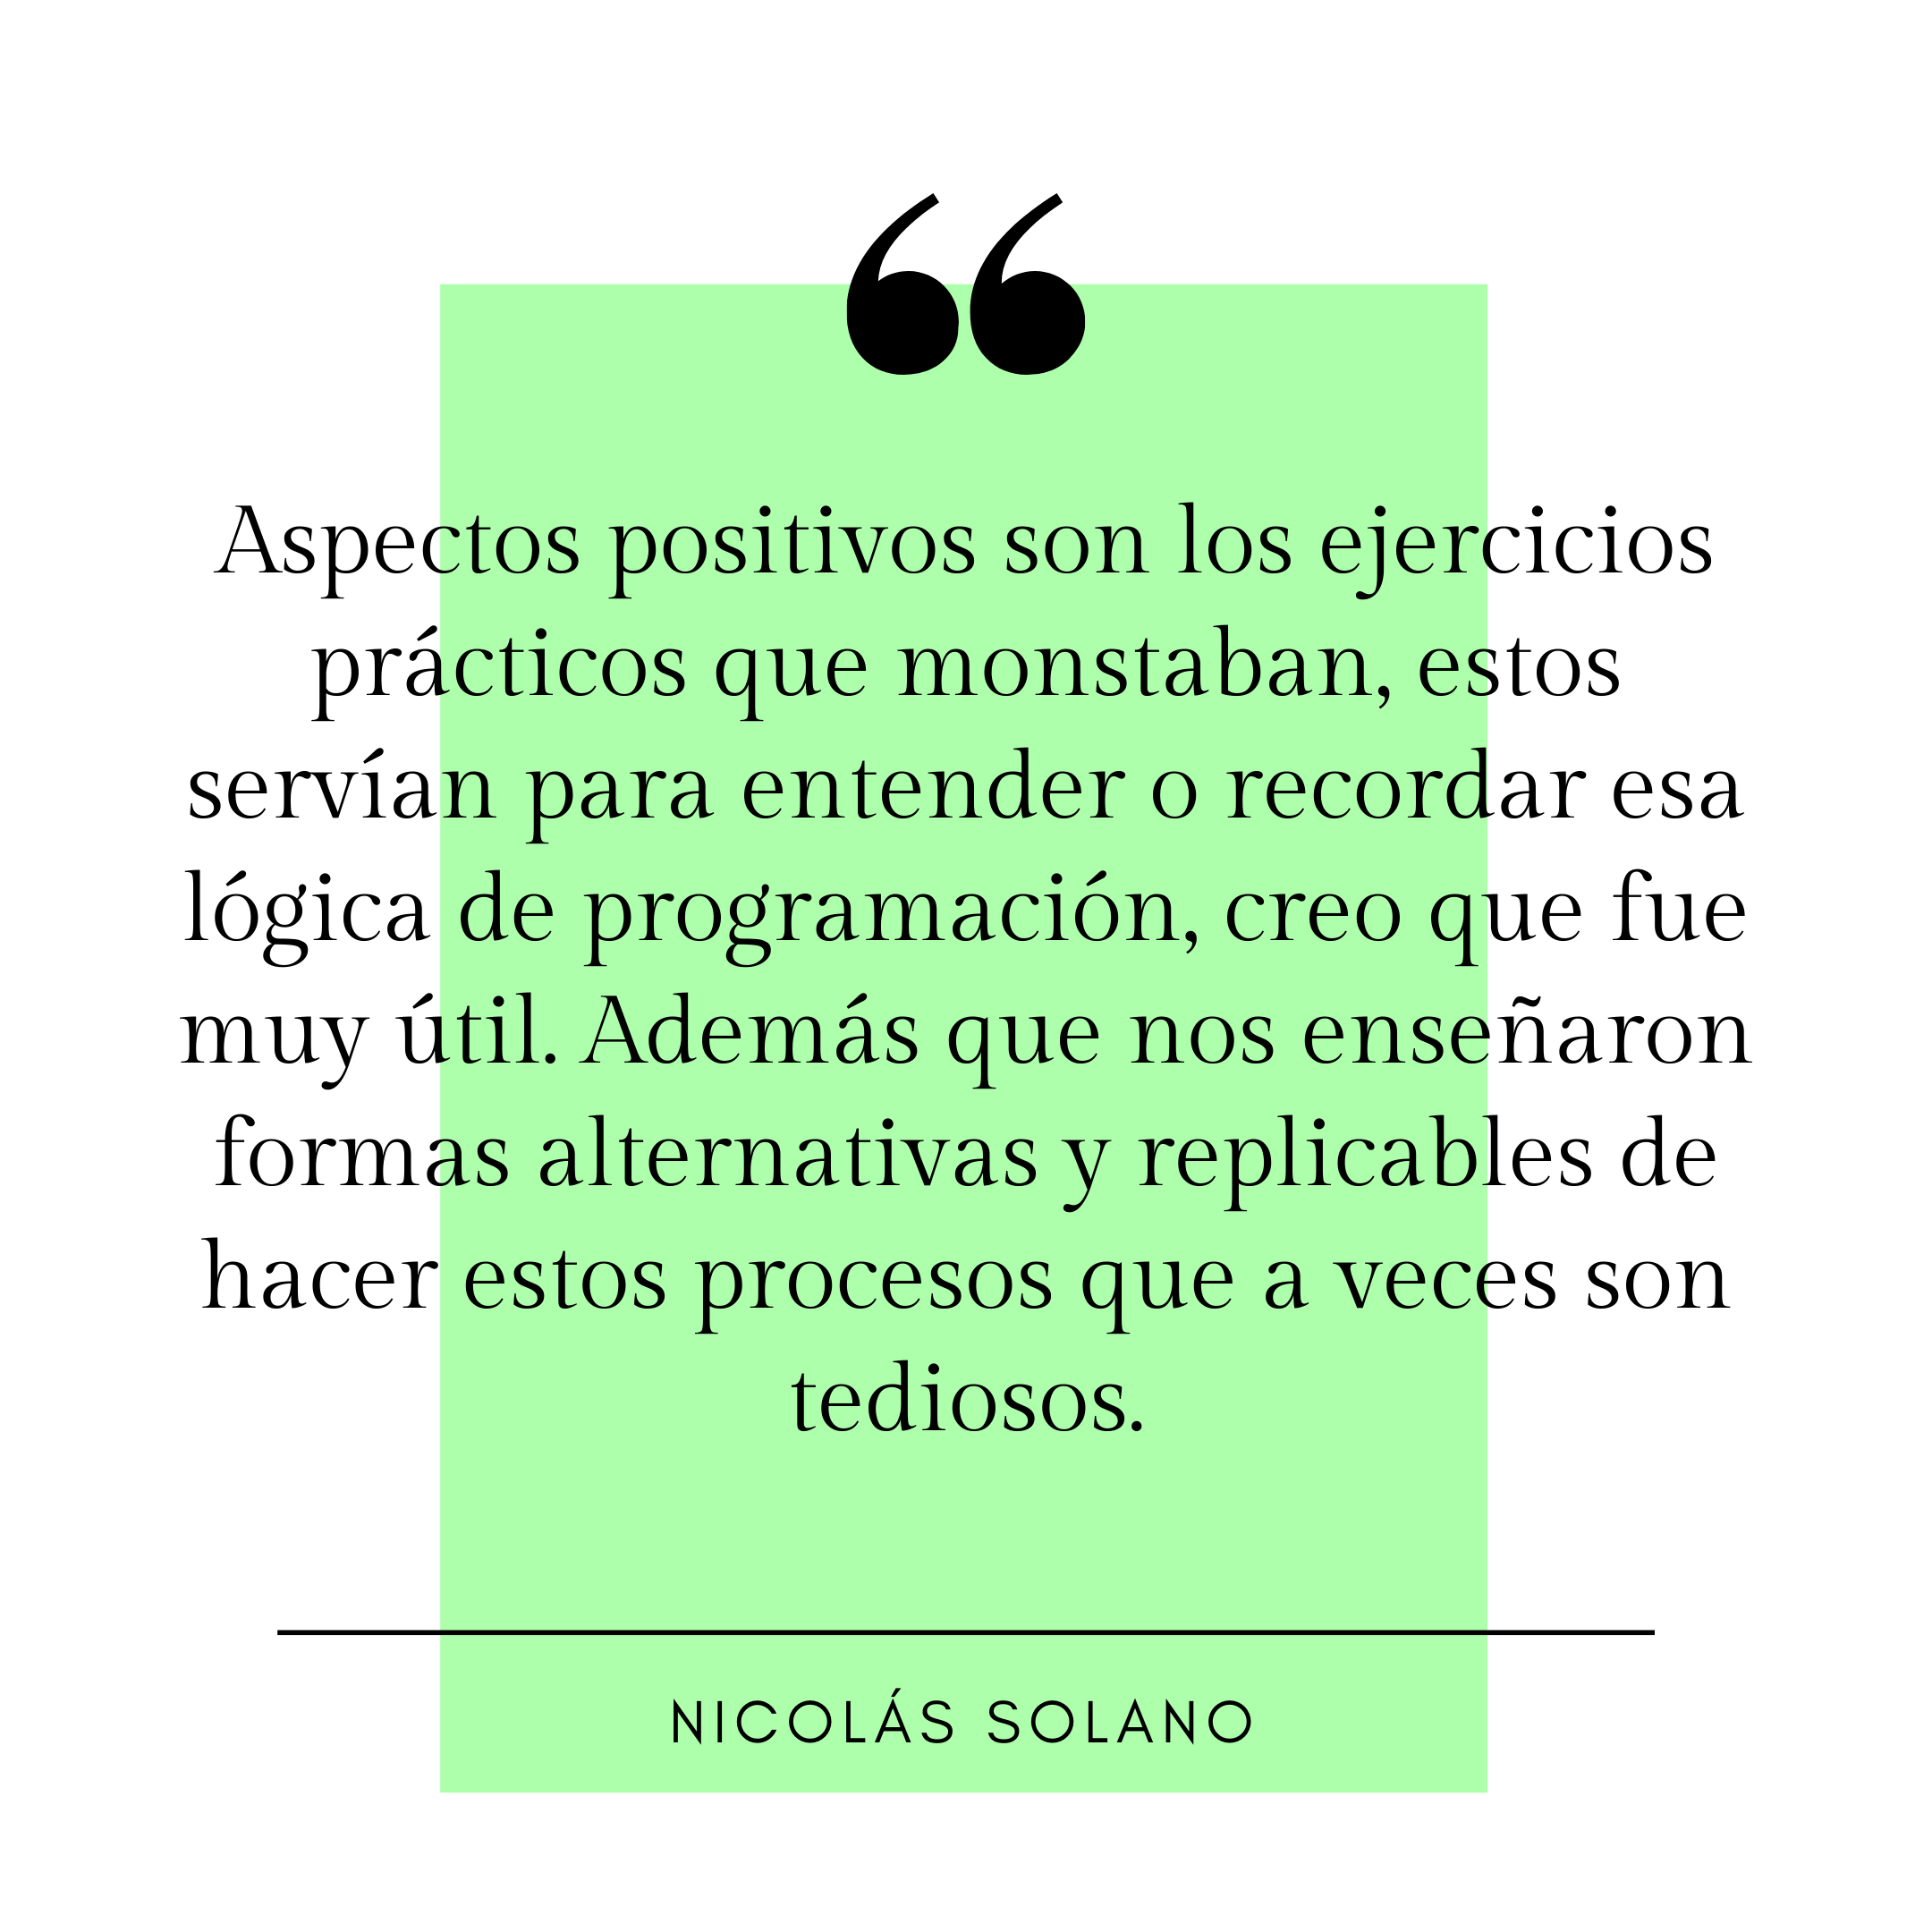 “
Aspectos positivos son los ejercicios
prácticos que monstaban, estos
servían para entender o recordar esa
lógica de programación, creo que fue
muy útil. Además que nos enseñaron
formas alternativas y replicables de
hacer estos procesos que a veces son
tediosos.
NICOLÁS SOLANO